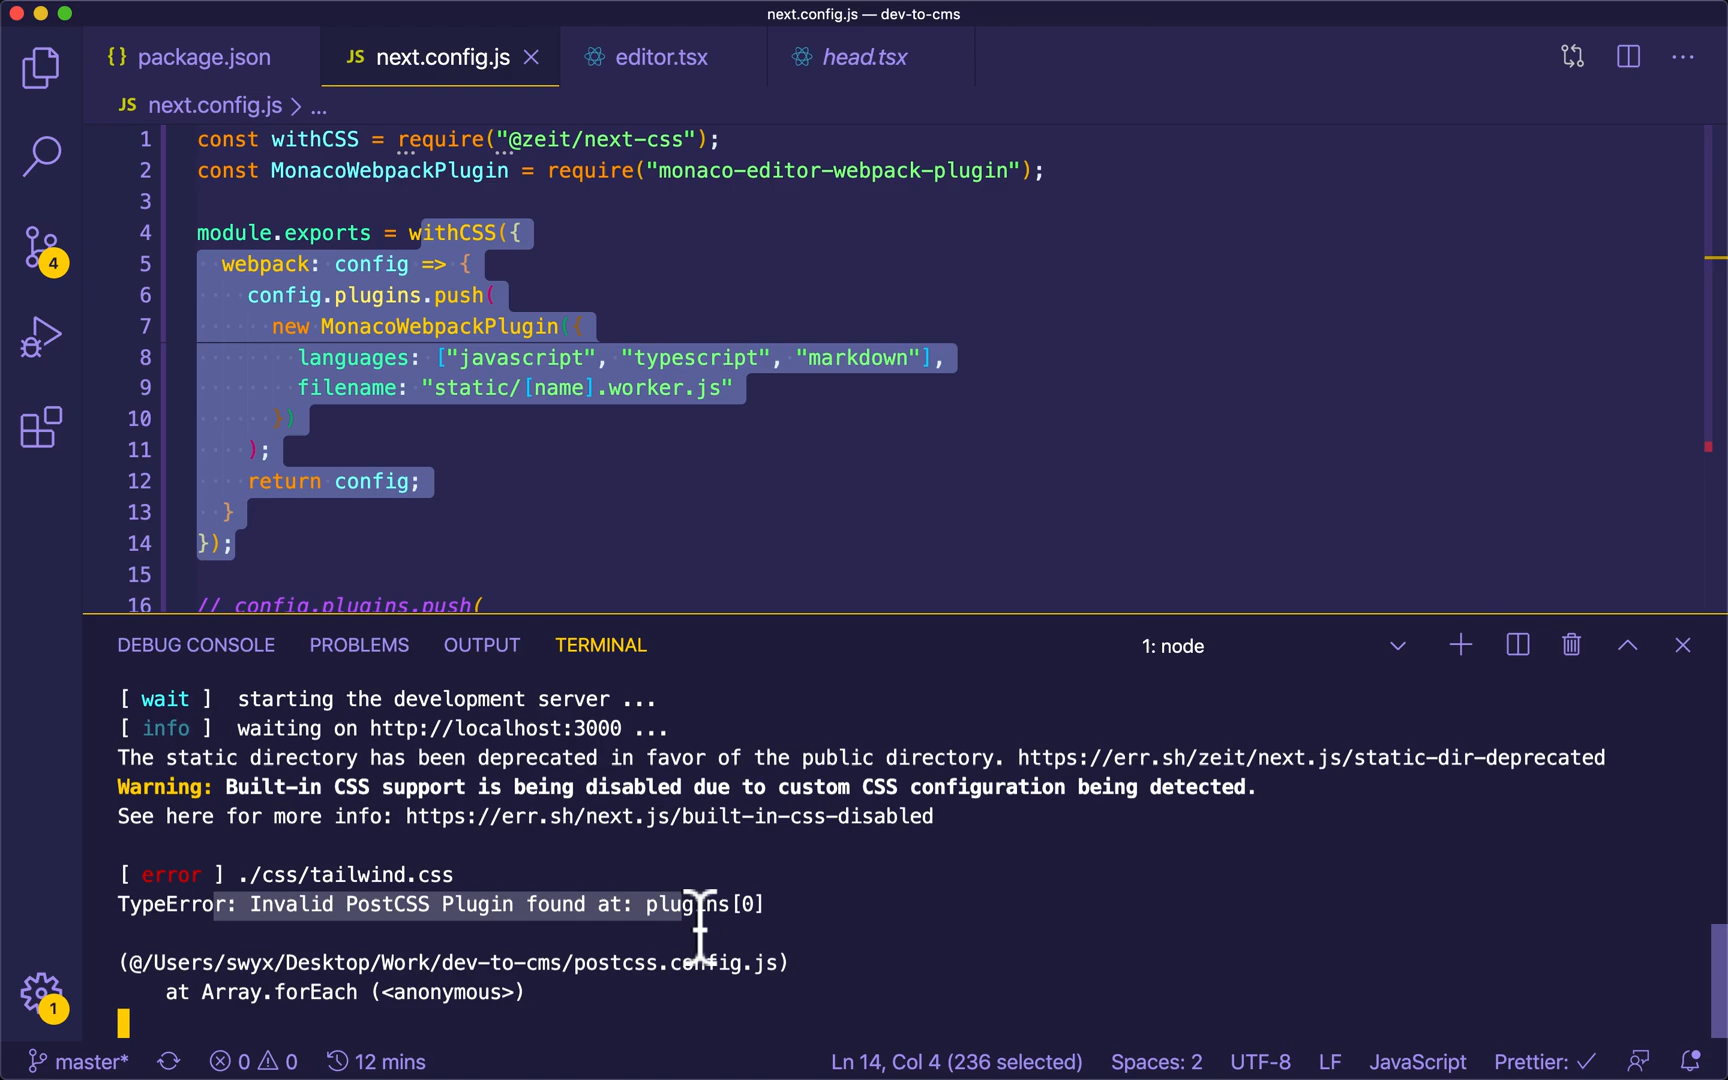 next.config.js — dev-to-cms
{} package.json JS next.config.js editor.tsx head.tsx
JS next.config.js > ...
1 const withCSS = require("@zeit/next-css");
2 const MonacoWebpackPlugin = require("monaco-editor-webpack-plugin");
3
4 module.exports = withCSS({
5 webpack: config => {
6 config.plugins.push(
7 new MonacoWebpackPlugin({
8 languages: ["javascript", "typescript", "markdown"],
9 filename: "static/[name].worker.js"
10 })
11 );
12 return config;
13 }
14 });
15
16 // config.plugins.push(
4
1
DEBUG CONSOLE PROBLEMS OUTPUT TERMINAL 1: node
[ wait ] starting the development server ...
[ info ] waiting on http://localhost:3000 ...
The static directory has been deprecated in favor of the public directory. https://err.sh/zeit/next.js/static-dir-deprecated
Warning: Built-in CSS support is being disabled due to custom CSS configuration being detected.
See here for more info: https://err.sh/next.js/built-in-css-disabled
[ error ] ./css/tailwind.css
TypeError: Invalid PostCSS Plugin found at: plugins[0]
(@/Users/swyx/Desktop/Work/dev-to-cms/postcss.config.js)
at Array.forEach (<anonymous>)
master* 0 0 12 mins Ln 14, Col 4 (236 selected) Spaces: 2 UTF-8 LF JavaScript Prettier: ✓